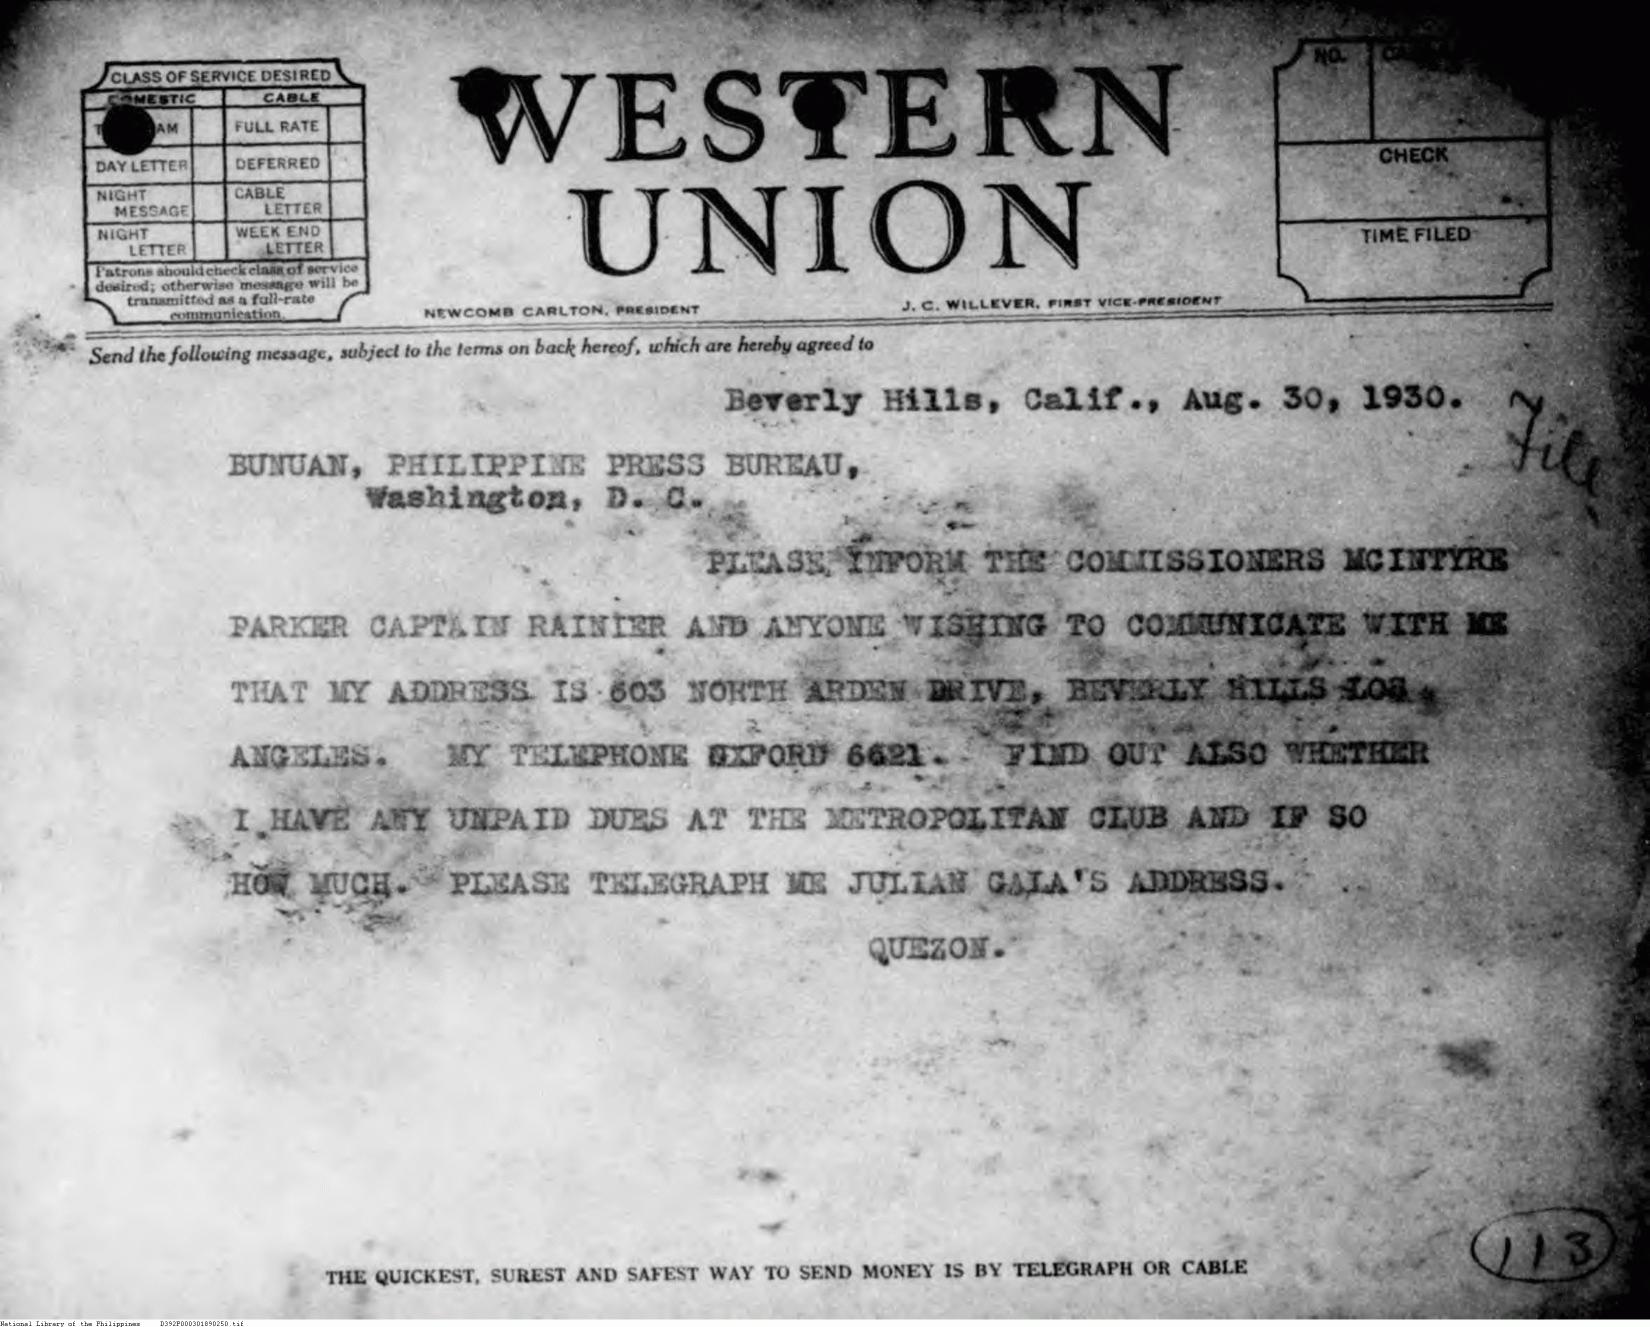 CLASS OF SERVICE DESIRED
DOMESTIC CABLE
FULL RATE
DAY LETTER DEFERRED
NIGHT MESSAGE CABLE LETTER
NIGHT LETTER WEEK END LETTER
Patrons should check class of service
desired; otherwise message will be
transmitted as a full-rate
communication.
WESTERN
UNION
NEWCOMB CARLTON, PRESIDENT J. C. WILLEVER, FIRST VICE-PRESIDENT
NO.
CHECK
TIME FILED
Send the following message, subject to the terms on back hereof, which are hereby agreed to
Beverly Hills, Calif., Aug. 30, 1930.
File
BUNUAN, PHILIPPINE PRESS BUREAU,
Washington, D. C.
PLEASE INFORM THE COMMISSIONERS MCINTYRE
PARKER CAPTAIN RAINIER AND ANYONE WISHING TO COMMUNICATE WITH ME
THAT MY ADDRESS IS 603 NORTH ARDEN DRIVE, BEVERLY HILLS LOS
ANGELES. MY TELEPHONE OXFORD 6621. FIND OUT ALSO WHETHER
I HAVE ANY UNPAID DUES AT THE METROPOLITAN CLUB AND IF SO
HOW MUCH. PLEASE TELEGRAPH ME JULIAN GALA'S ADDRESS.
QUEZON.
THE QUICKEST, SUREST AND SAFEST WAY TO SEND MONEY IS BY TELEGRAPH OR CABLE
113
National Library of the Philippines D392P000301890250.tif